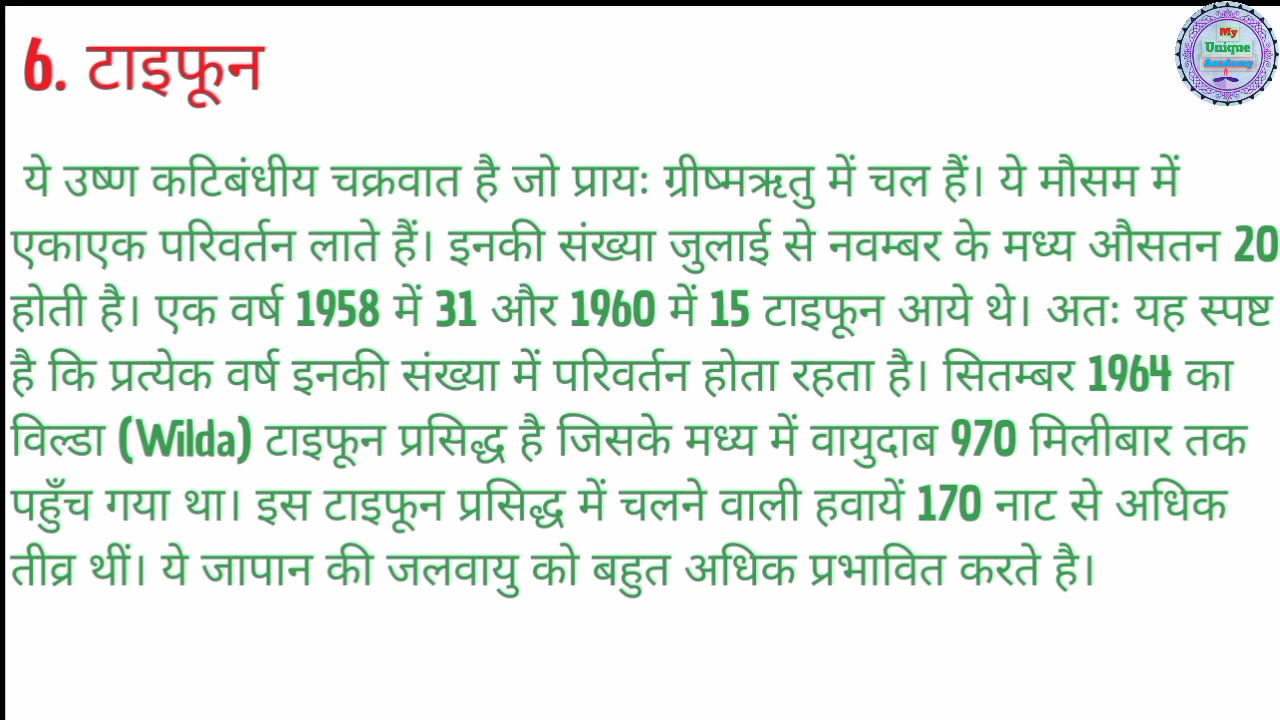 6. टाइफून
My
Unique
Academy
ये उष्ण कटिबंधीय चक्रवात है जो प्रायः ग्रीष्मऋतु में चल हैं। ये मौसम में
एकाएक परिवर्तन लाते हैं। इनकी संख्या जुलाई से नवम्बर के मध्य औसतन 20
होती है। एक वर्ष 1958 में 31 और 1960 में 15 टाइफून आये थे। अतः यह स्पष्ट
है कि प्रत्येक वर्ष इनकी संख्या में परिवर्तन होता रहता है। सितम्बर 1964 का
विल्डा (Wilda) टाइफून प्रसिद्ध है जिसके मध्य में वायुदाब 970 मिलीबार तक
पहुँच गया था। इस टाइफून प्रसिद्ध में चलने वाली हवायें 170 नाट से अधिक
तीव्र थीं। ये जापान की जलवायु को बहुत अधिक प्रभावित करते है।